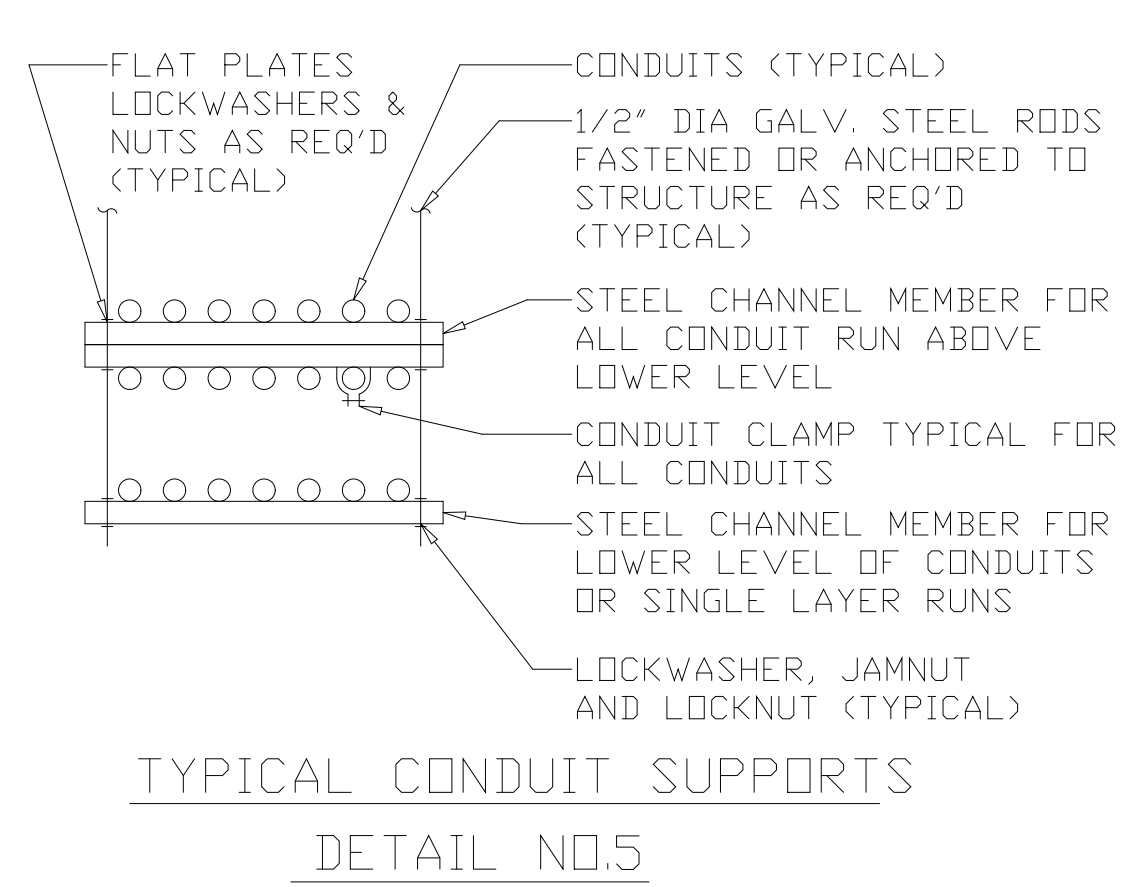 FLAT PLATES
LOCKWASHERS &
NUTS AS REQ'D
(TYPICAL)
CONDUITS (TYPICAL)
1/2" DIA GALV. STEEL RODS
FASTENED OR ANCHORED TO
STRUCTURE AS REQ'D
(TYPICAL)
STEEL CHANNEL MEMBER FOR
ALL CONDUIT RUN ABOVE
LOWER LEVEL
CONDUIT CLAMP TYPICAL FOR
ALL CONDUITS
STEEL CHANNEL MEMBER FOR
LOWER LEVEL OF CONDUITS
OR SINGLE LAYER RUNS
LOCKWASHER, JAMNUT
AND LOCKNUT (TYPICAL)
TYPICAL CONDUIT SUPPORTS
DETAIL NO.5